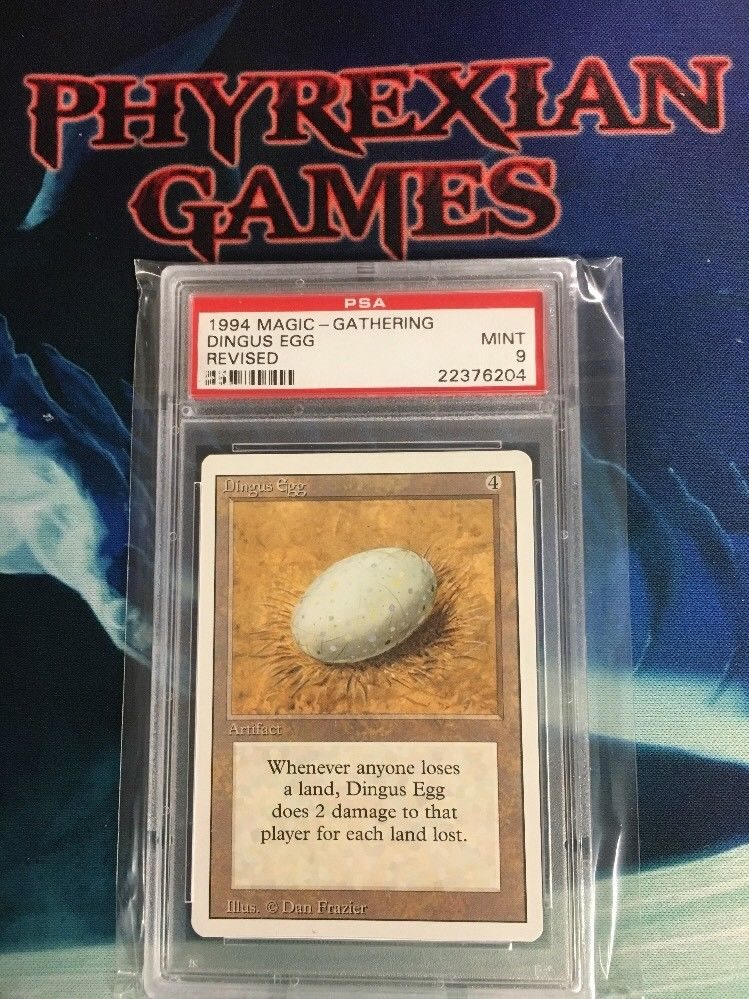 PHYREXIAN
GAMES
PSA
1994 MAGIC - GATHERING
DINGUS EGG MINT
REVISED 9
22376204
Dingus Egg 4
Artifact
Whenever anyone loses
a land, Dingus Egg
does 2 damage to that
player for each land lost.
Illus. © Dan Frazier